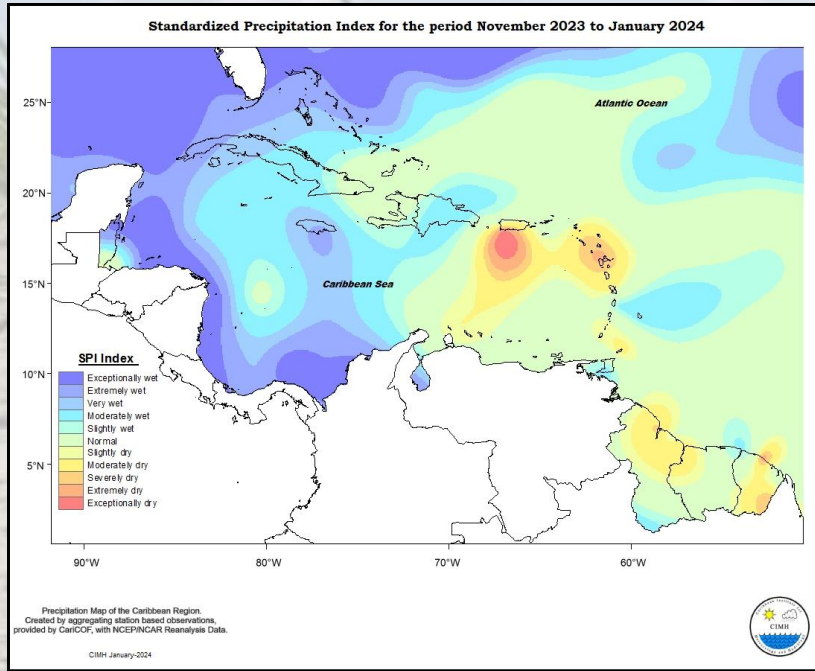 Standardized Precipitation Index for the period November 2023 to January 2024
25°N
Atlantic Ocean
20°N
15°N
Caribbean Sea
10°N
SPI Index
Exceptionally wet
Extremely wet
Very wet
Moderately wet
Slightly wet
Normal
Slightly dry
Moderately dry
Severely dry
Extremely dry
Exceptionally dry
5°N
90°W
80°W
70°W
60°W
Precipitation Map of the Caribbean Region.
Created by aggregating station based observations,
provided by CariCOF, with NCEP/NCAR Reanalysis Data.
CIMH January-2024
CIMH